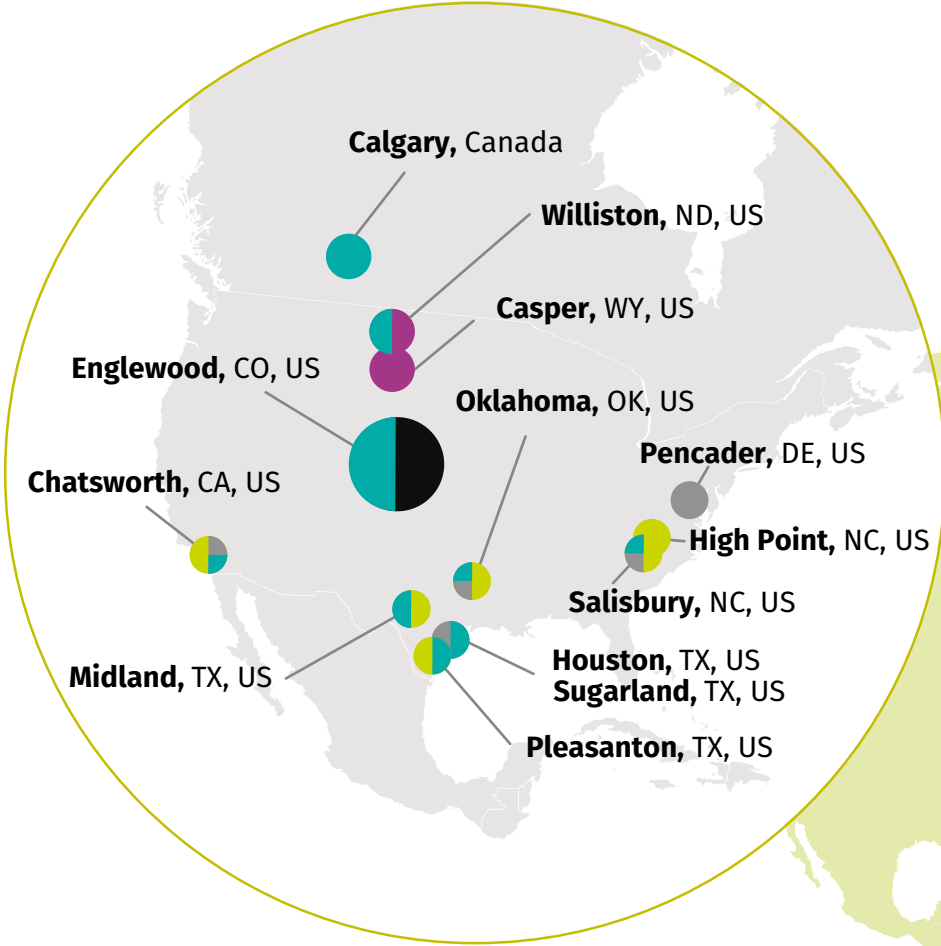 Calgary, Canada
Williston, ND, US
Casper, WY, US
Englewood, CO, US
Oklahoma, OK, US
Pencader, DE, US
Chatsworth, CA, US
High Point, NC, US
Salisbury, NC, US
Houston, TX, US
Midland, TX, US
Sugarland, TX, US
Pleasanton, TX, US